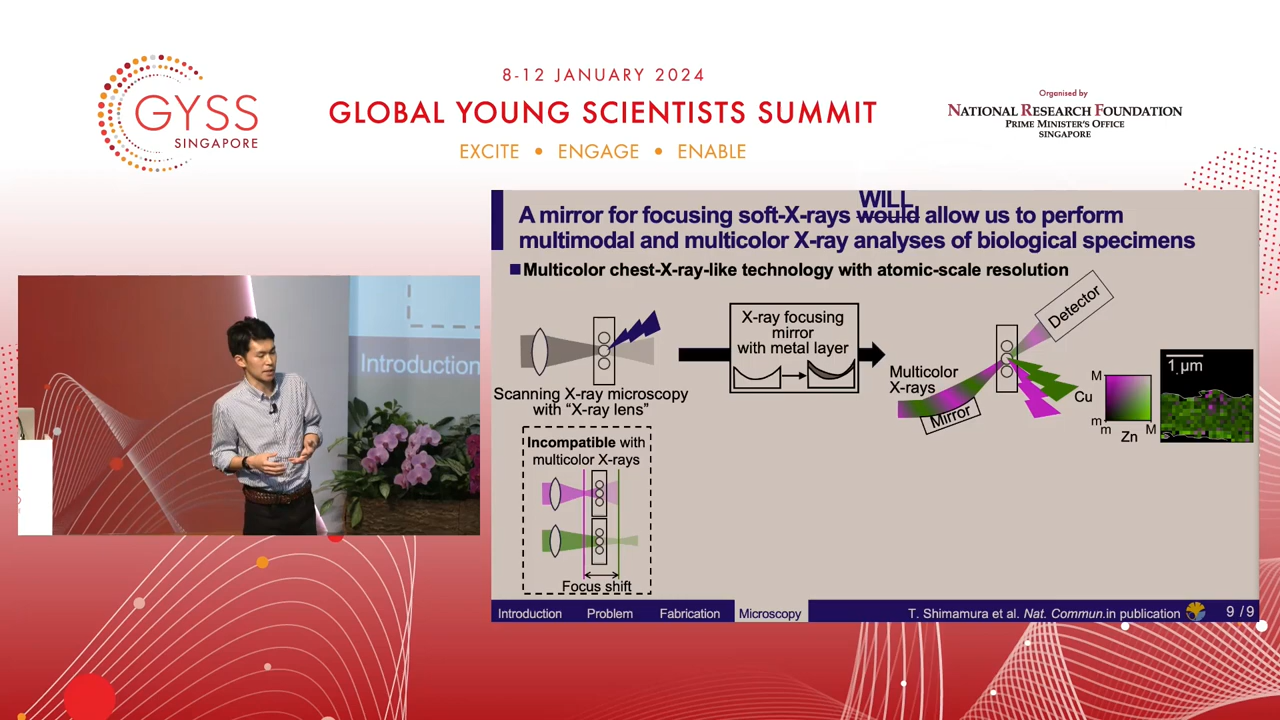 8-12 JANUARY 2024
GLOBAL YOUNG SCIENTISTS SUMMIT
EXCITE • ENGAGE • ENABLE
GYSS
SINGAPORE
Organised by
NATIONAL RESEARCH FOUNDATION
PRIME MINISTER'S OFFICE
SINGAPORE
WILL
A mirror for focusing soft-X-rays would allow us to perform
multimodal and multicolor X-ray analyses of biological specimens
Multicolor chest-X-ray-like technology with atomic-scale resolution
Scanning X-ray microscopy
with “X-ray lens”
X-ray focusing
mirror
with metal layer
Multicolor
X-rays
Mirror
Detector
M
Cu
m
m
M
Zn
1 μm
Incompatible with
multicolor X-rays
Focus shift
Introduction
Introduction
Problem
Fabrication
Microscopy
T. Shimamura et al. Nat. Commun.in publication
9 / 9